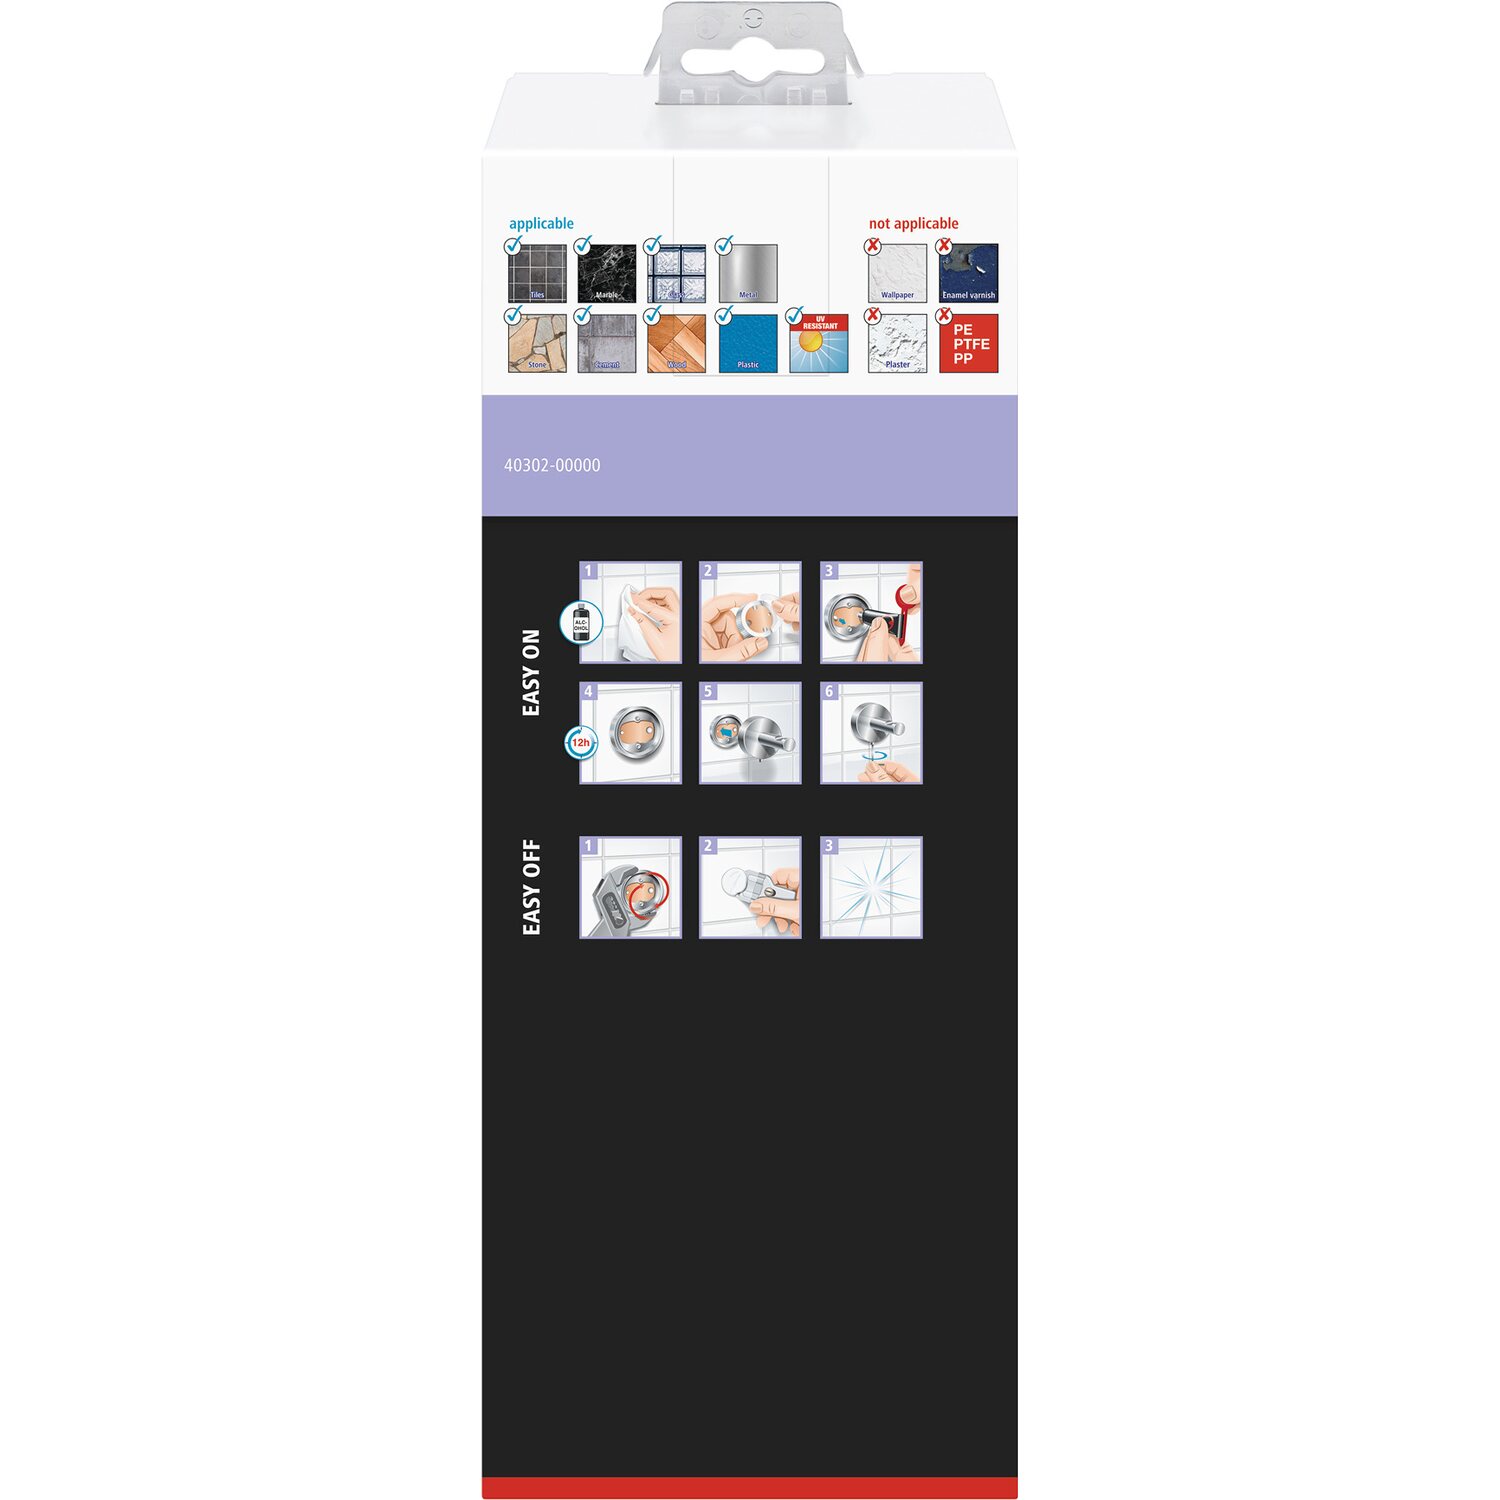 applicable
not applicable
Tiles
Marble
Glass
Metal
Wallpaper
Enamel varnish
Stone
Cement
Wood
Plastic
UV
RESISTANT
Plaster
PE
PTFE
PP
40302-00000
EASY ON
1
ALC-
OHOL
2
3
4
12h
5
6
EASY OFF
1
2
3